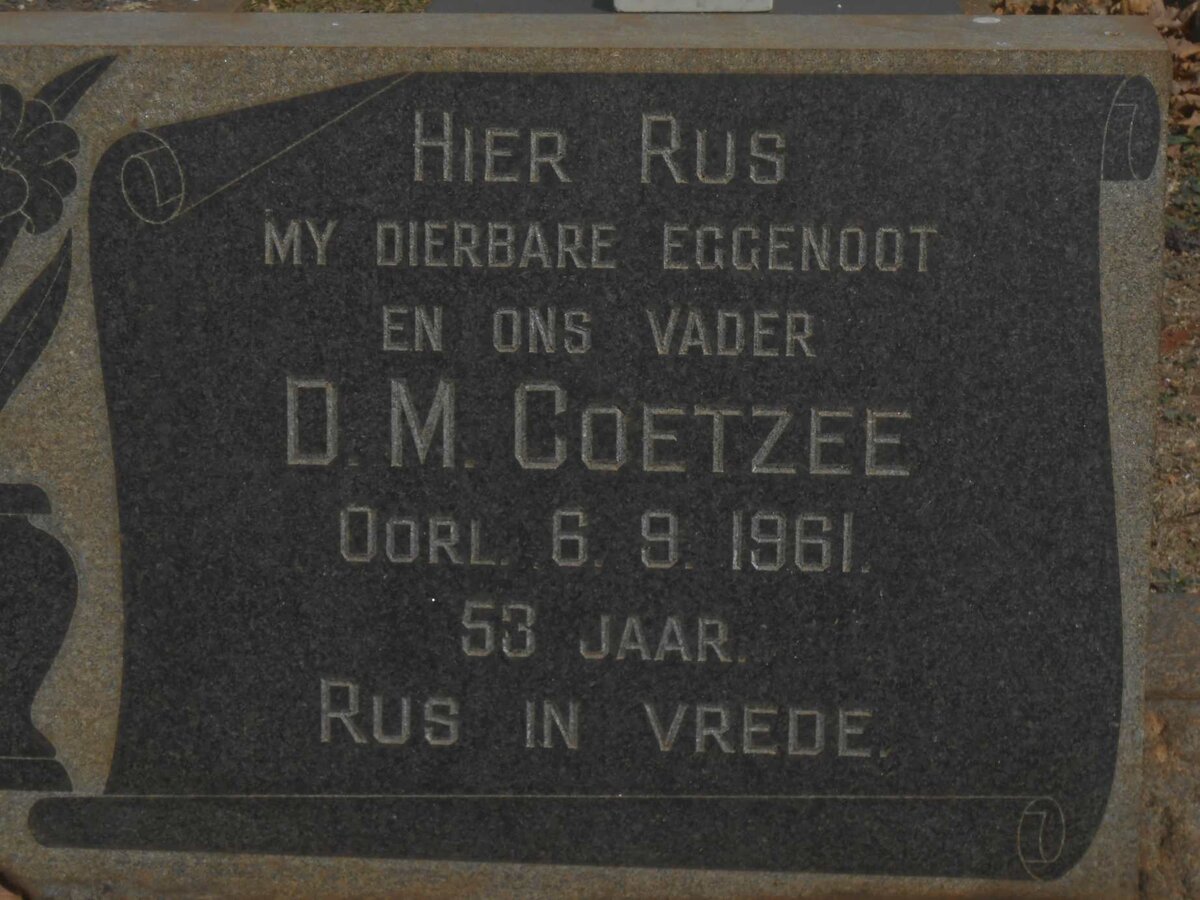 HIER RUS
MY DIERBARE EGGENOOT
EN ONS VADER
D. M. COETZEE
OORL. 6. 9. 1961.
53 JAAR.
RUS IN VREDE.